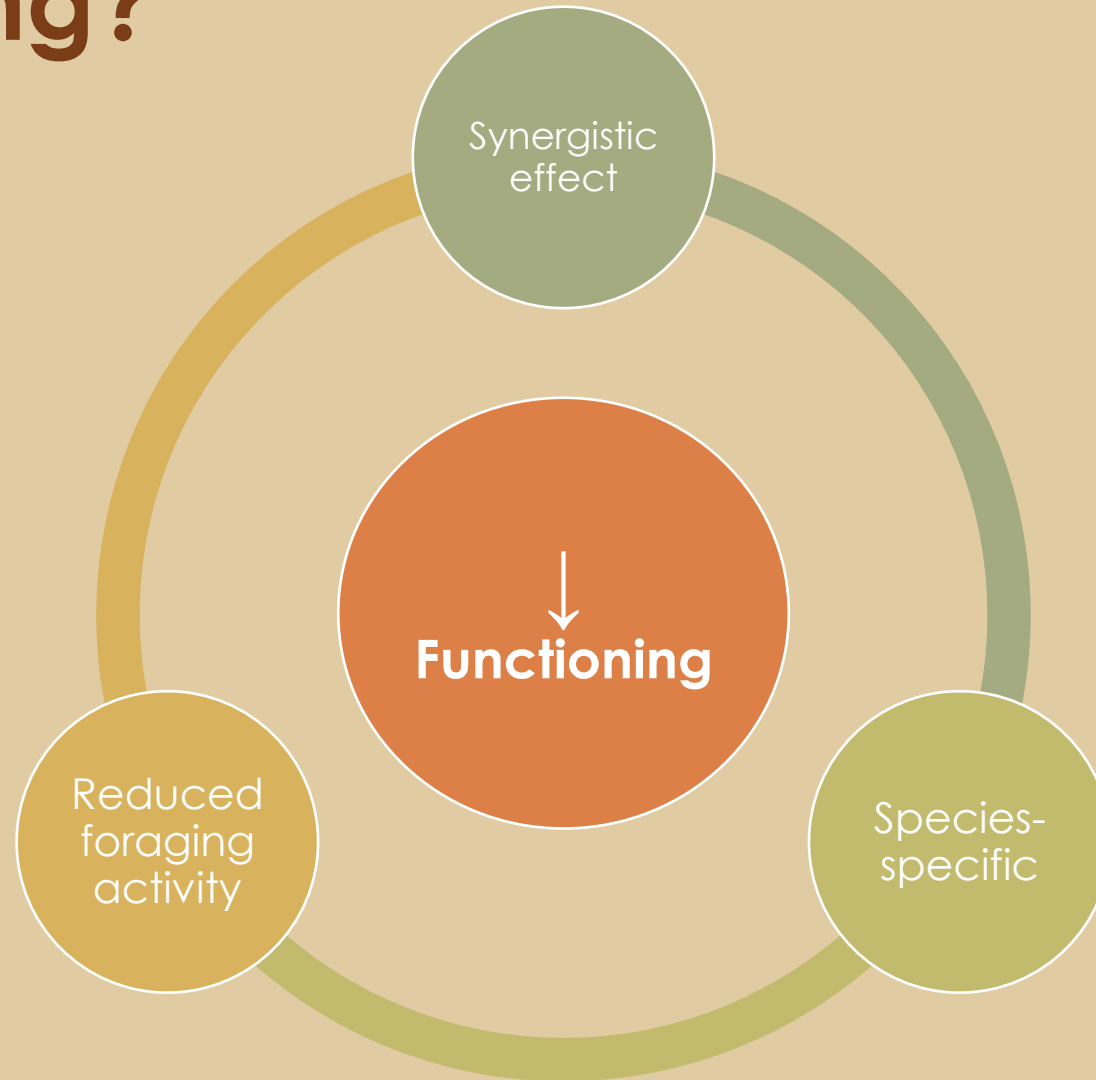 ng?
Synergistic
effect
↓
Functioning
Reduced
foraging
activity
Species-
specific